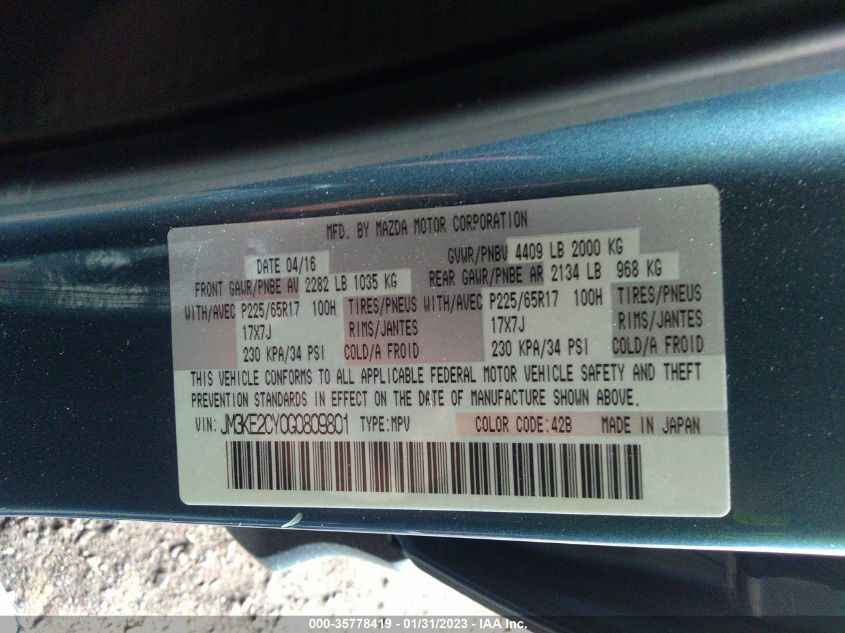 MFD. BY MAZDA MOTOR CORPORATION
DATE 04/16 GVWR/PNBV 4409 LB 2000 KG
FRONT GAWR/PNBE AV 2282 LB 1035 KG REAR GAWR/PNBE AR 2134 LB 968 KG
WITH/AVEC P225/65R17 100H TIRES/PNEUS WITH/AVEC P225/65R17 100H TIRES/PNEUS
17X7J RIMS/JANTES 17X7J RIMS/JANTES
230 KPA/34 PSI COLD/A FROID 230 KPA/34 PSI COLD/A FROID
THIS VEHICLE CONFORMS TO ALL APPLICABLE FEDERAL MOTOR VEHICLE SAFETY AND THEFT
PREVENTION STANDARDS IN EFFECT ON THE DATE OF MANUFACTURE SHOWN ABOVE.
VIN: JM3KE2CY0G0809801 TYPE:MPV COLOR CODE:42B MADE IN JAPAN
000-35778419 - 01/31/2023 - IAA Inc.